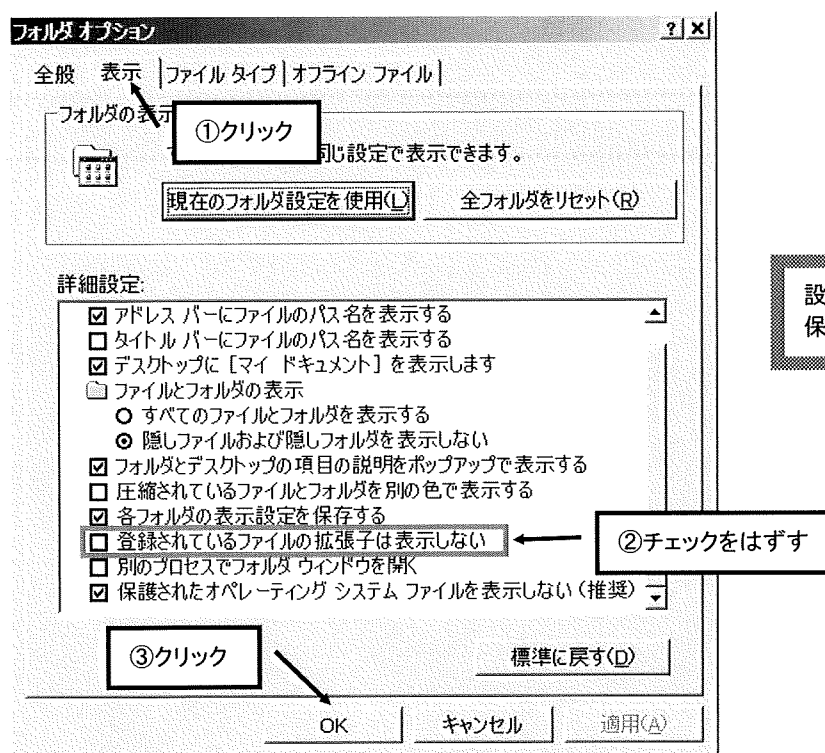 フォルダ オプション
? x
全般 表示 ファイル タイプ オフライン ファイル
フォルダの表示
①クリック
同じ設定で表示できます。
現在のフォルダ設定を使用(L) 全フォルダをリセット(R)
詳細設定:
アドレス バーにファイルのパス名を表示する
タイトル バーにファイルのパス名を表示する
デスクトップに [マイ ドキュメント] を表示します
ファイルとフォルダの表示
すべてのファイルとフォルダを表示する
隠しファイルおよび隠しフォルダを表示しない
フォルダとデスクトップの項目の説明をポップアップで表示する
圧縮されているファイルとフォルダを別の色で表示する
各フォルダの表示設定を保存する
登録されているファイルの拡張子は表示しない
②チェックをはずす
別のプロセスでフォルダ ウィンドウを開く
保護されたオペレーティング システム ファイルを表示しない (推奨)
③クリック
標準に戻す(D)
OK キャンセル 適用(A)
設
保